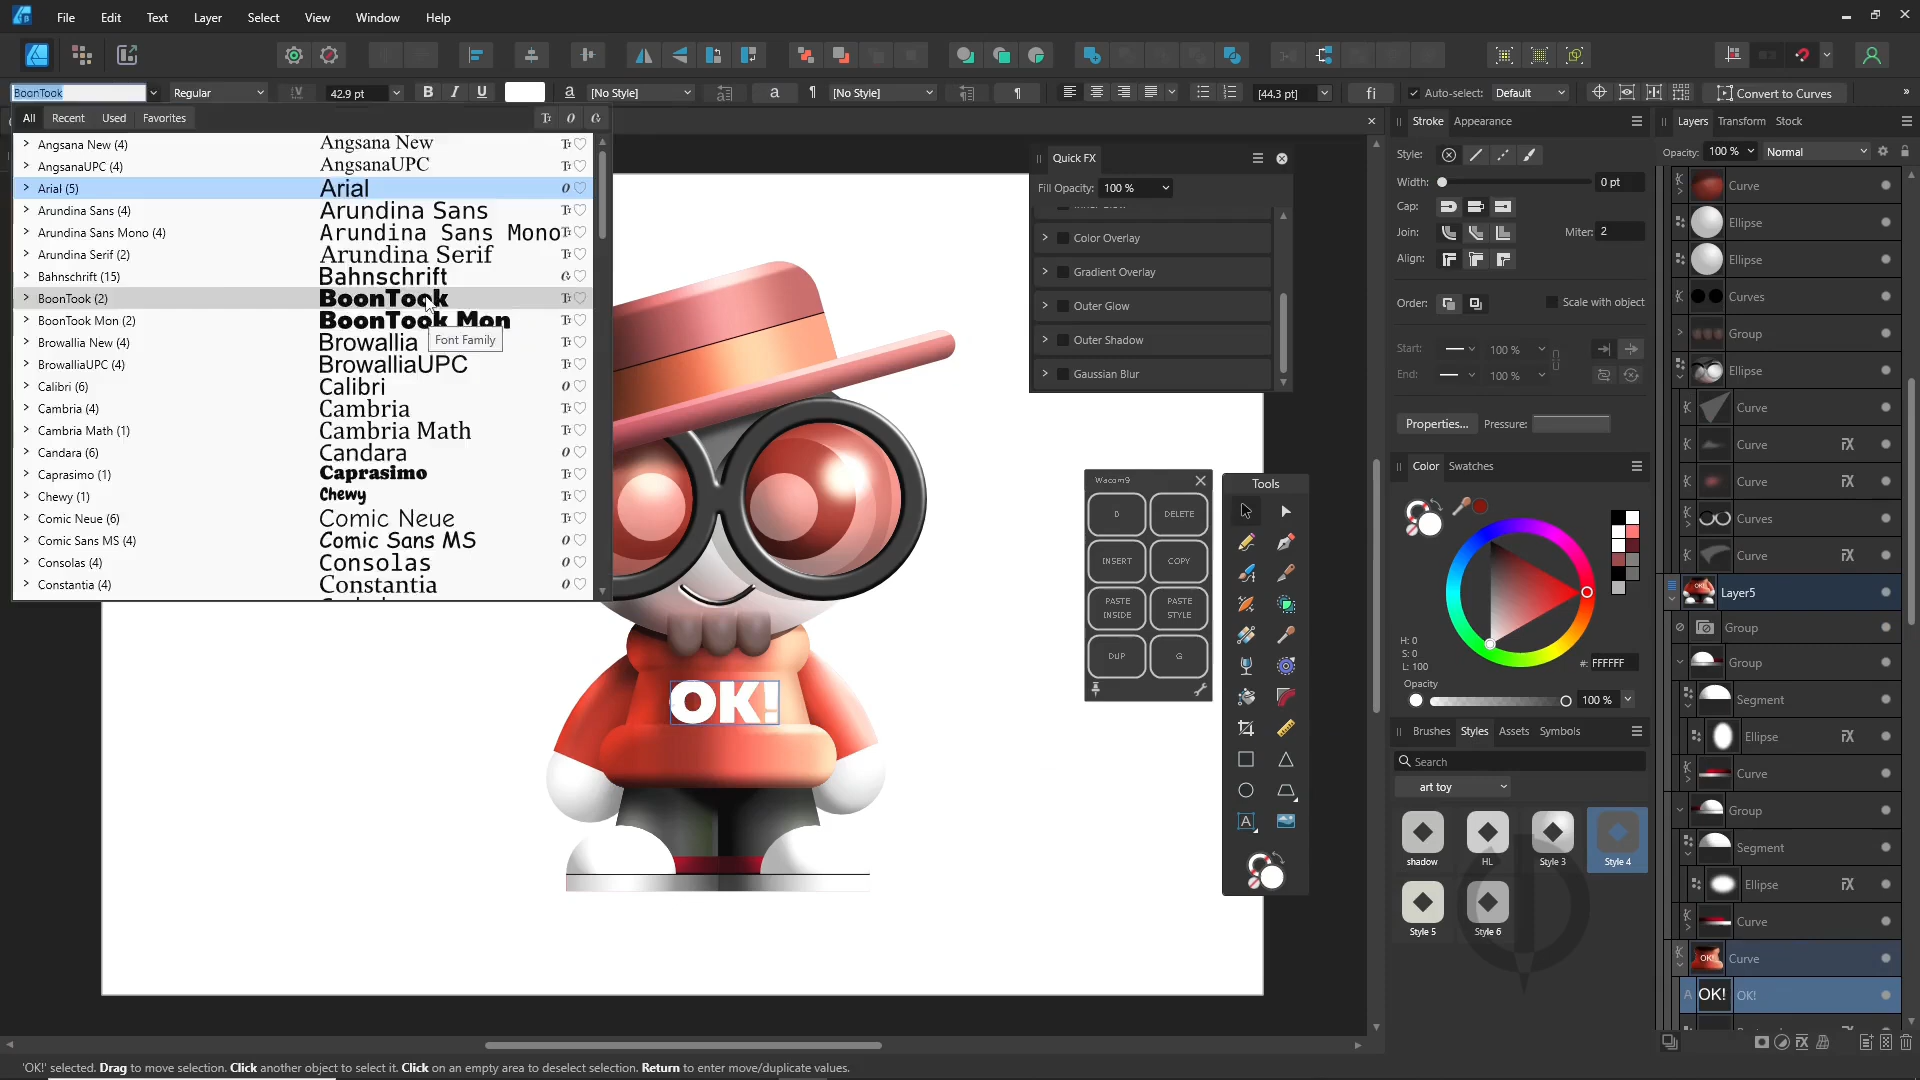 File Edit Text Layer Select View Window Help
BoonTook Regular 42.9 pt B I U a [No Style] a ¶ [No Style] ¶ [44.3 pt] fi Auto-select: Default Convert to Curves
All Recent Used Favorites
Angsana New (4) Angsana New
AngsanaUPC (4) AngsanaUPC
Arial (5) Arial
Arundina Sans (4) Arundina Sans
Arundina Sans Mono (4) Arundina Sans Mono
Arundina Serif (2) Arundina Serif
Bahnschrift (15) Bahnschrift
BoonTook (2) BoonTook
BoonTook Mon (2) BoonTook Mon
Browallia New (4) Browallia
Font Family
BrowalliaUPC (4) BrowalliaUPC
Calibri (6) Calibri
Cambria (4) Cambria
Cambria Math (1) Cambria Math
Candara (6) Candara
Caprasimo (1) Caprasimo
Chewy (1) Chewy
Comic Neue (6) Comic Neue
Comic Sans MS (4) Comic Sans MS
Consolas (4) Consolas
Constantia (4) Constantia
OK!
Quick FX
Fill Opacity: 100 %
Color Overlay
Gradient Overlay
Outer Glow
Outer Shadow
Gaussian Blur
Wacom9
D DELETE
INSERT COPY
PASTE INSIDE PASTE STYLE
DUP G
Tools
A
Stroke Appearance
Style:
Width: 0 pt
Cap:
Join: Miter: 2
Align:
Order: Scale with object
Start: 100 %
End: 100 %
Properties... Pressure:
Color Swatches
H: 0
S: 0
L: 100
#: FFFFFF
Opacity
100 %
Brushes Styles Assets Symbols
Search
art toy
shadow HL Style 3 Style 4
Style 5 Style 6
Layers Transform Stock
Opacity: 100 % Normal
Curve
Ellipse
Ellipse
Curves
Group
Ellipse
Curve
Curve
Curve
Curves
Curve
Layer5
Group
Group
Segment
Ellipse
Curve
Group
Segment
Ellipse
Curve
OK! Curve
A OK! OK!
'OK!' selected. Drag to move selection. Click another object to select it. Click on an empty area to deselect selection. Return to enter move/duplicate values.